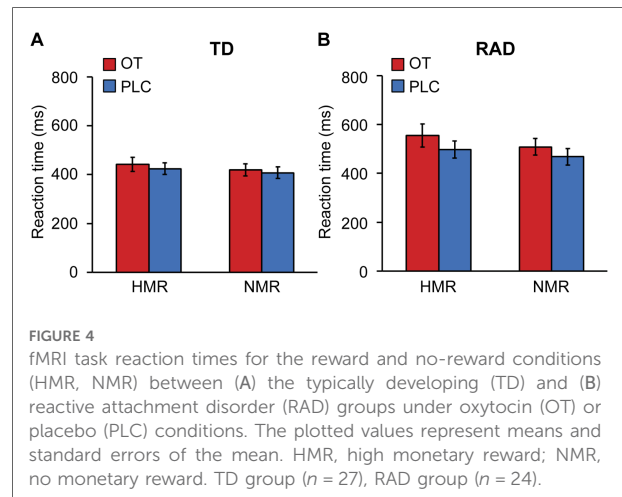 A
TD
OT
PLC
Reaction time (ms)
800
600
400
200
0
HMR
NMR
B
RAD
OT
PLC
Reaction time (ms)
800
600
400
200
0
HMR
NMR
FIGURE 4
fMRI task reaction times for the reward and no-reward conditions
(HMR, NMR) between (A) the typically developing (TD) and (B)
reactive attachment disorder (RAD) groups under oxytocin (OT) or
placebo (PLC) conditions. The plotted values represent means and
standard errors of the mean. HMR, high monetary reward; NMR,
no monetary reward. TD group (n = 27), RAD group (n = 24).